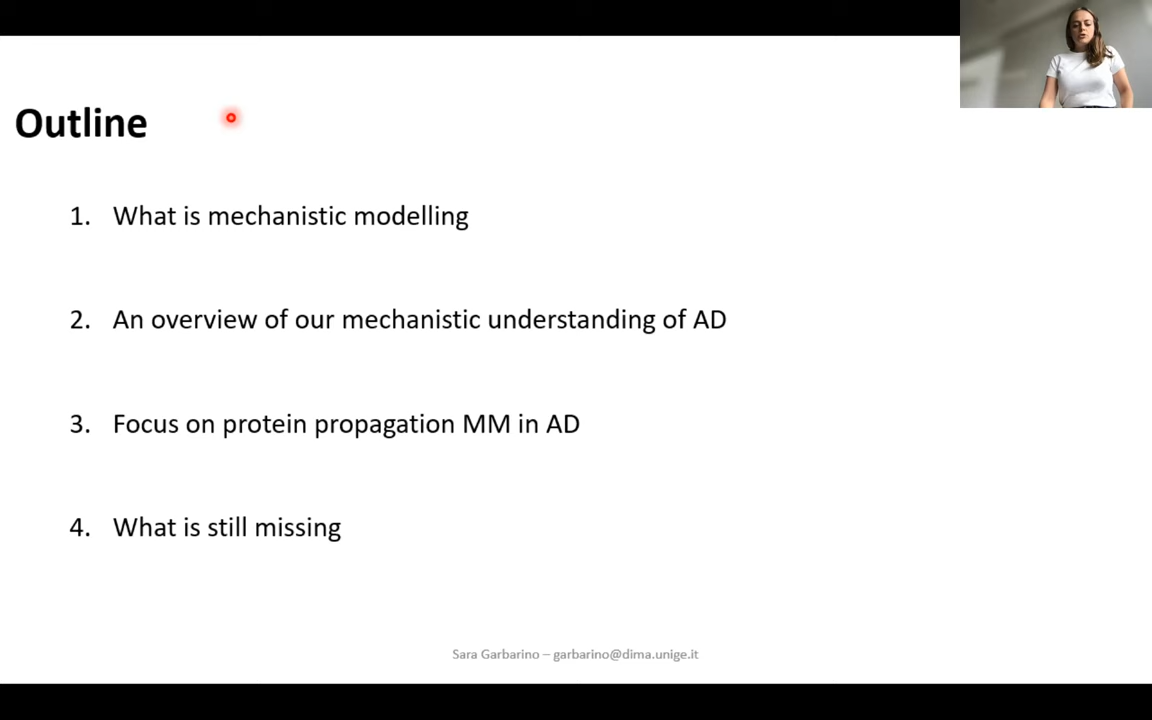 Outline
1. What is mechanistic modelling
2. An overview of our mechanistic understanding of AD
3. Focus on protein propagation MM in AD
4. What is still missing
Sara Garbarino – garbarino@dima.unige.it